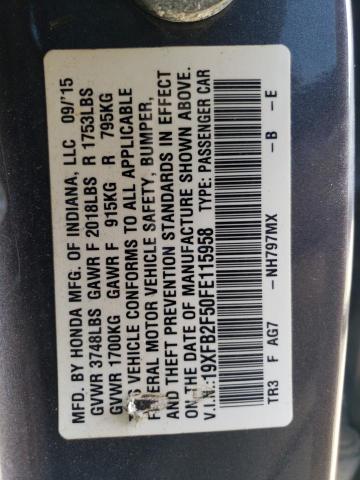 MFD. BY HONDA MFG. OF INDIANA, LLC 09/'15
GVWR 3748LBS GAWR F 2018LBS R 1753LBS
GVWR 1700KG GAWR F 915KG R 795KG
VEHICLE CONFORMS TO ALL APPLICABLE
FEDERAL MOTOR VEHICLE SAFETY, BUMPER,
AND THEFT PREVENTION STANDARDS IN EFFECT
ON THE DATE OF MANUFACTURE SHOWN ABOVE.
V.I.N.:19XFB2F50FE115958 TYPE: PASSENGER CAR
TR3 F AG7 -NH797MX -B -E